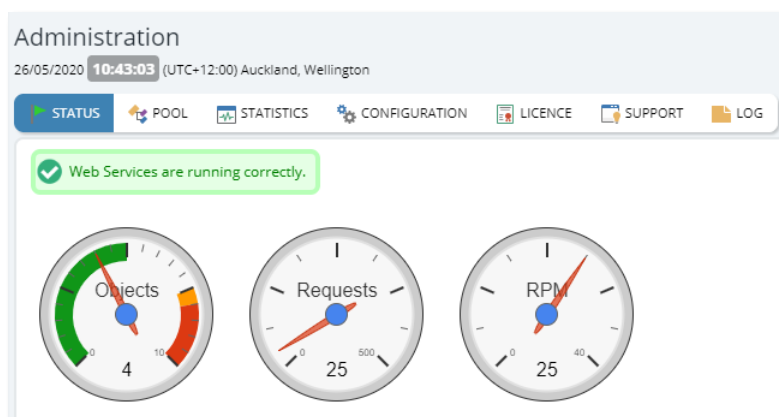 Administration
26/05/2020 10:43:03 (UTC+12:00) Auckland, Wellington
STATUS POOL STATISTICS CONFIGURATION LICENCE SUPPORT LOG
Web Services are running correctly.
Objects Requests RPM
0 10 0 500 0 40
4 25 25